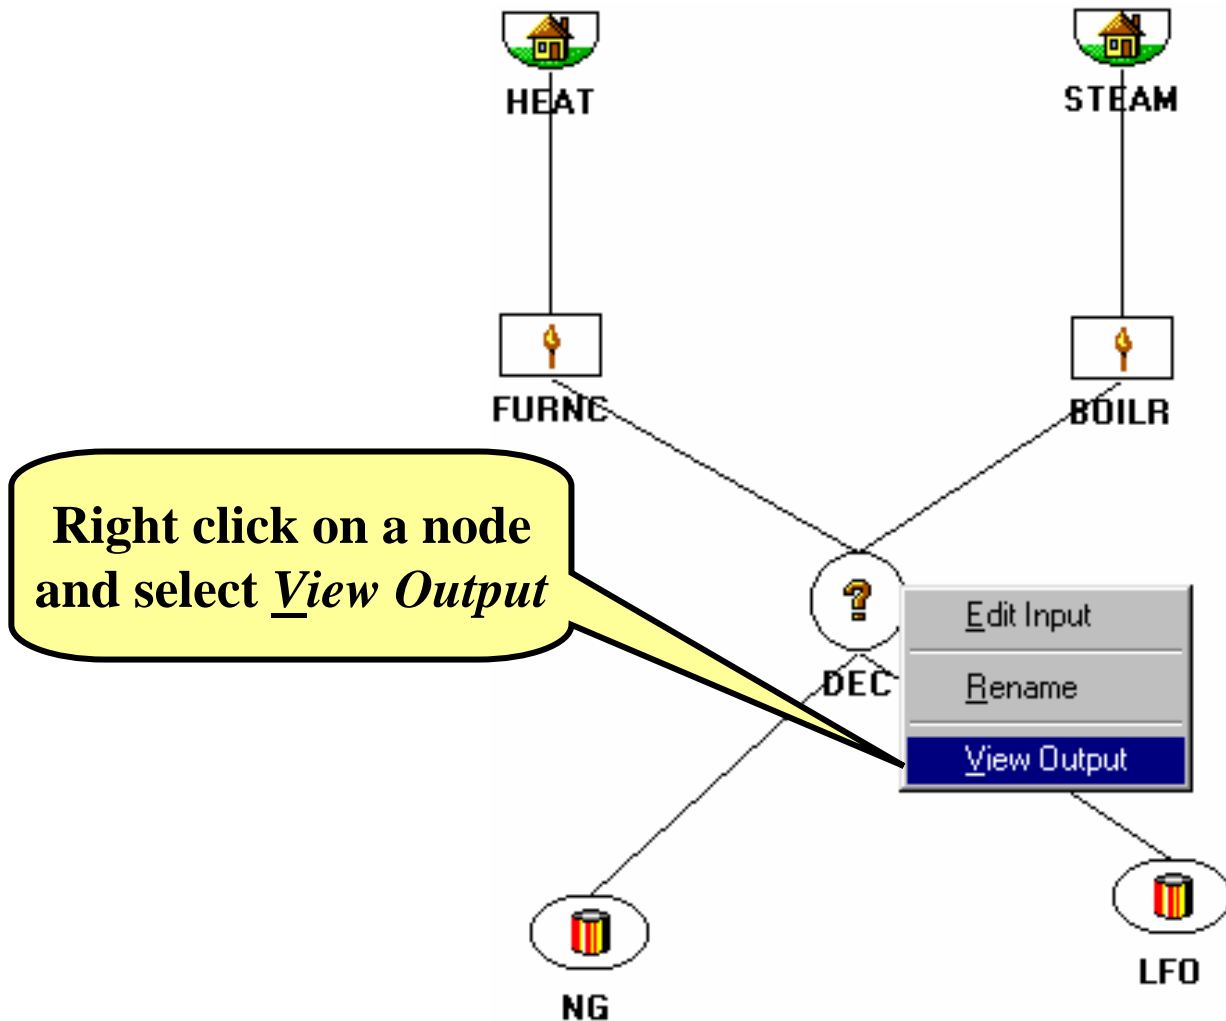 HEAT
STEAM
FURNC
BOILR
Right click on a node
and select View Output
DEC
Edit Input
Rename
View Output
NG
LFO